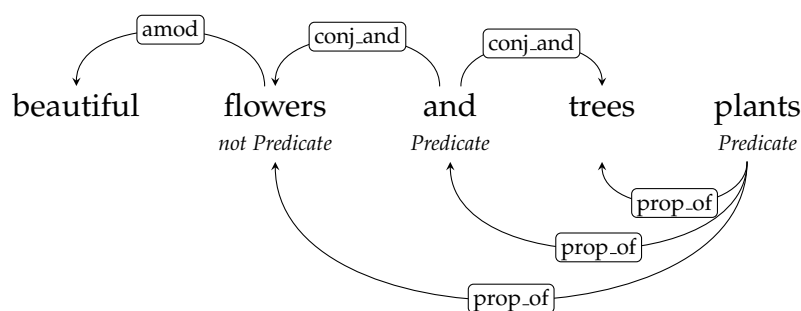 amod conj_and conj_and
beautiful flowers and trees plants
not Predicate Predicate Predicate
prop_of
prop_of
prop_of